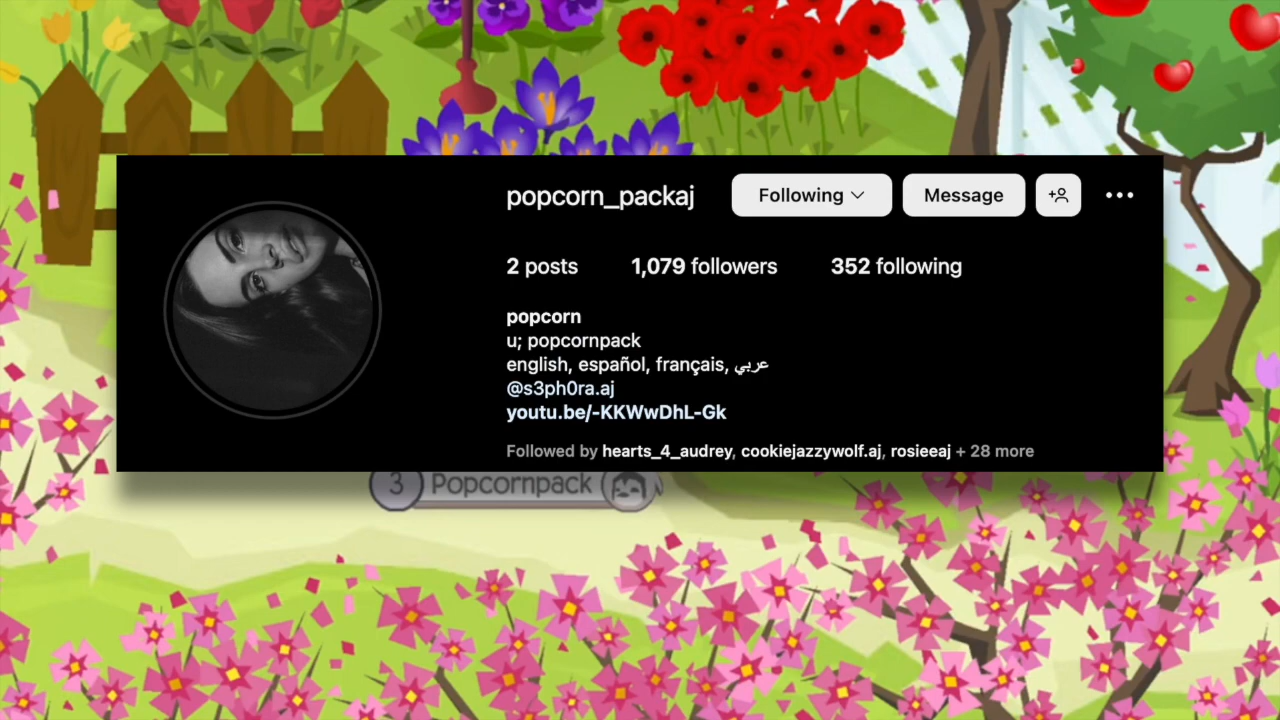 popcorn_packaj Following Message
2 posts 1,079 followers 352 following
popcorn
u; popcornpack
english, español, français, عربي
@s3ph0ra.aj
youtu.be/-KKWwDhL-Gk
Followed by hearts_4_audrey, cookiejazzywolf.aj, rosieeaj + 28 more
3 Popcornpack